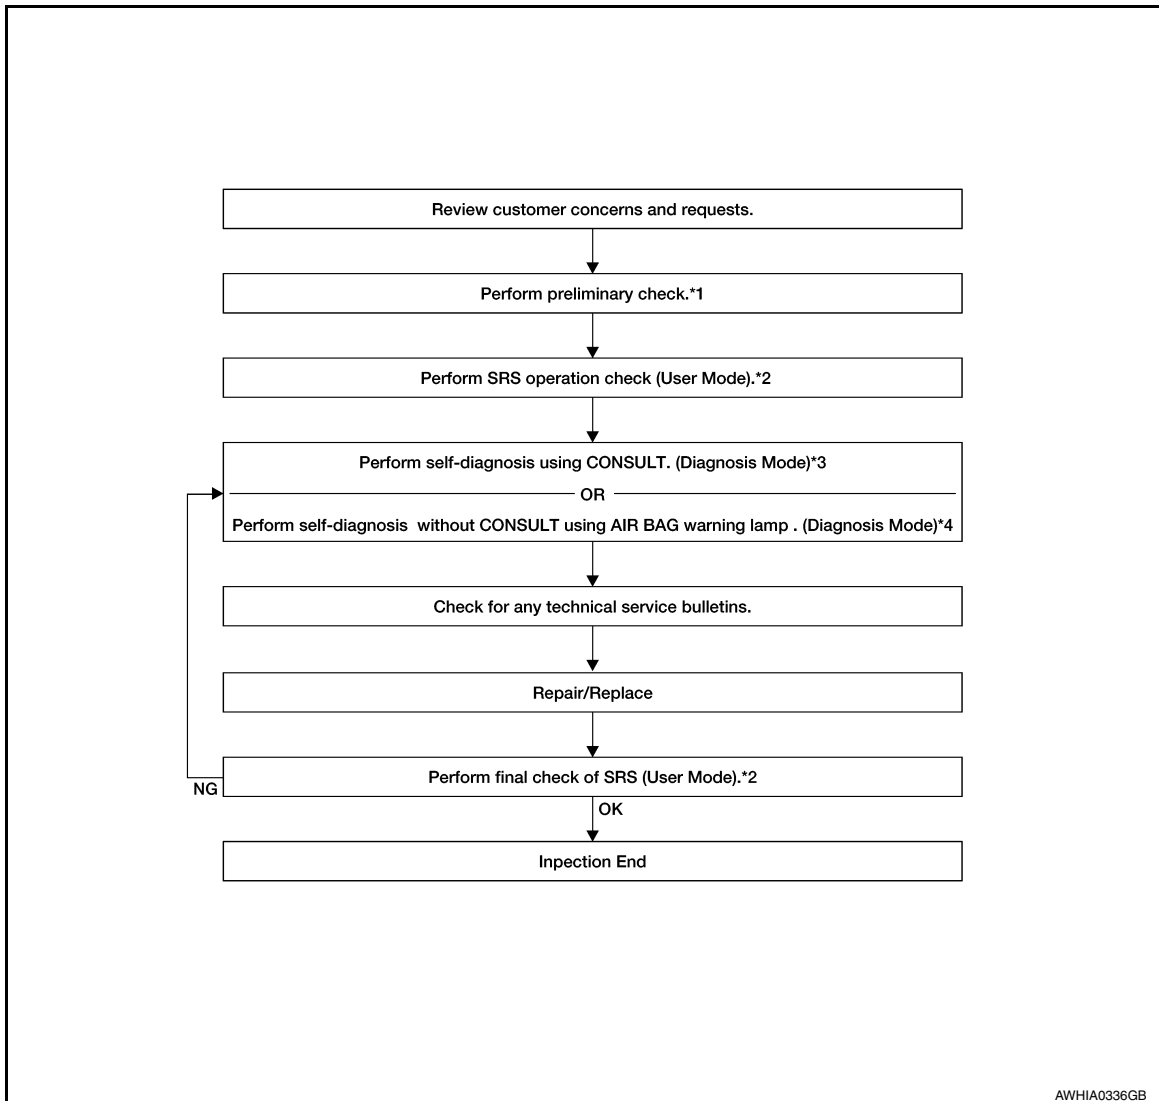 Review customer concerns and requests.
Perform preliminary check.*1
Perform SRS operation check (User Mode).*2
Perform self-diagnosis using CONSULT. (Diagnosis Mode)*3
OR
Perform self-diagnosis  without CONSULT using AIR BAG warning lamp . (Diagnosis Mode)*4
Check for any technical service bulletins.
Repair/Replace
Perform final check of SRS (User Mode).*2
NG
OK
Inpection End
AWHIA0336GB